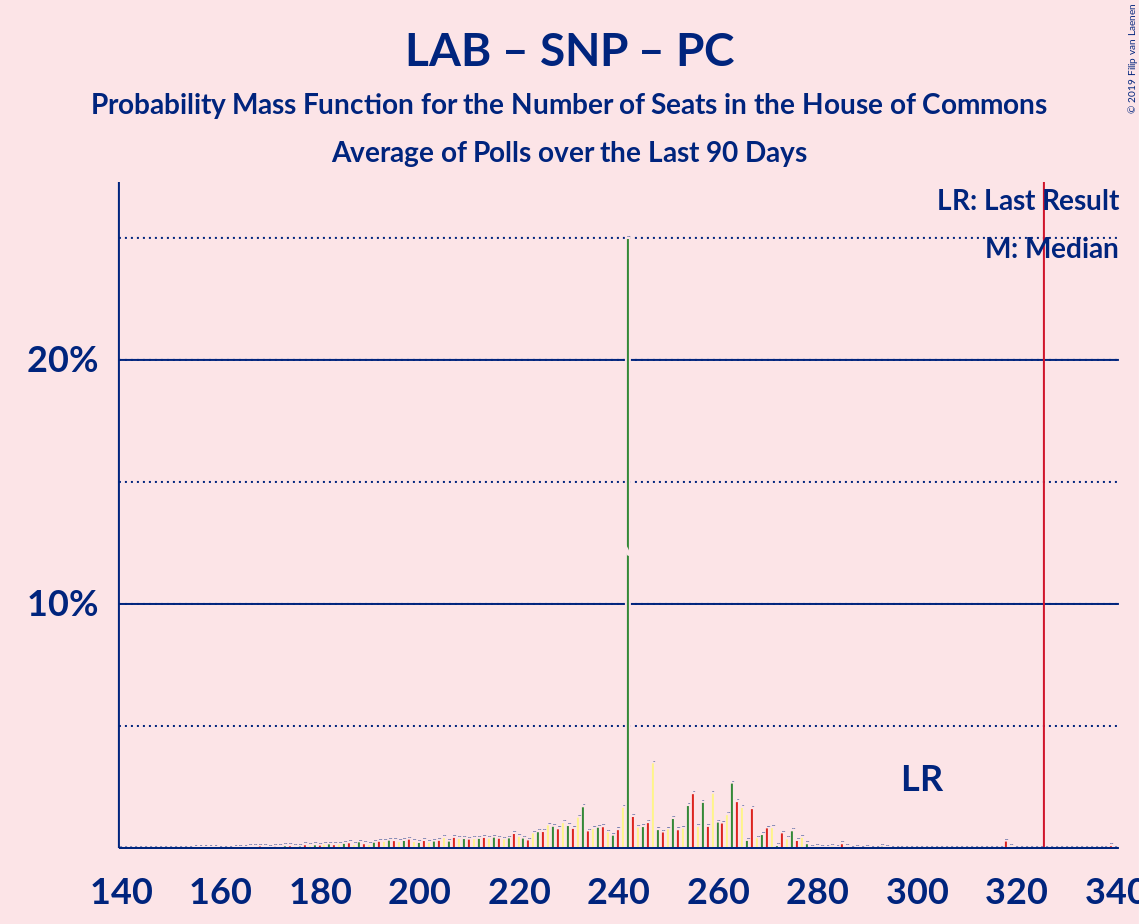 LAB – SNP – PC
Probability Mass Function for the Number of Seats in the House of Commons
Average of Polls over the Last 90 Days
© 2019 Filip van Laenen
LR: Last Result
M: Median
20%
10%
LR
140 160 180 200 220 240 260 280 300 320 340